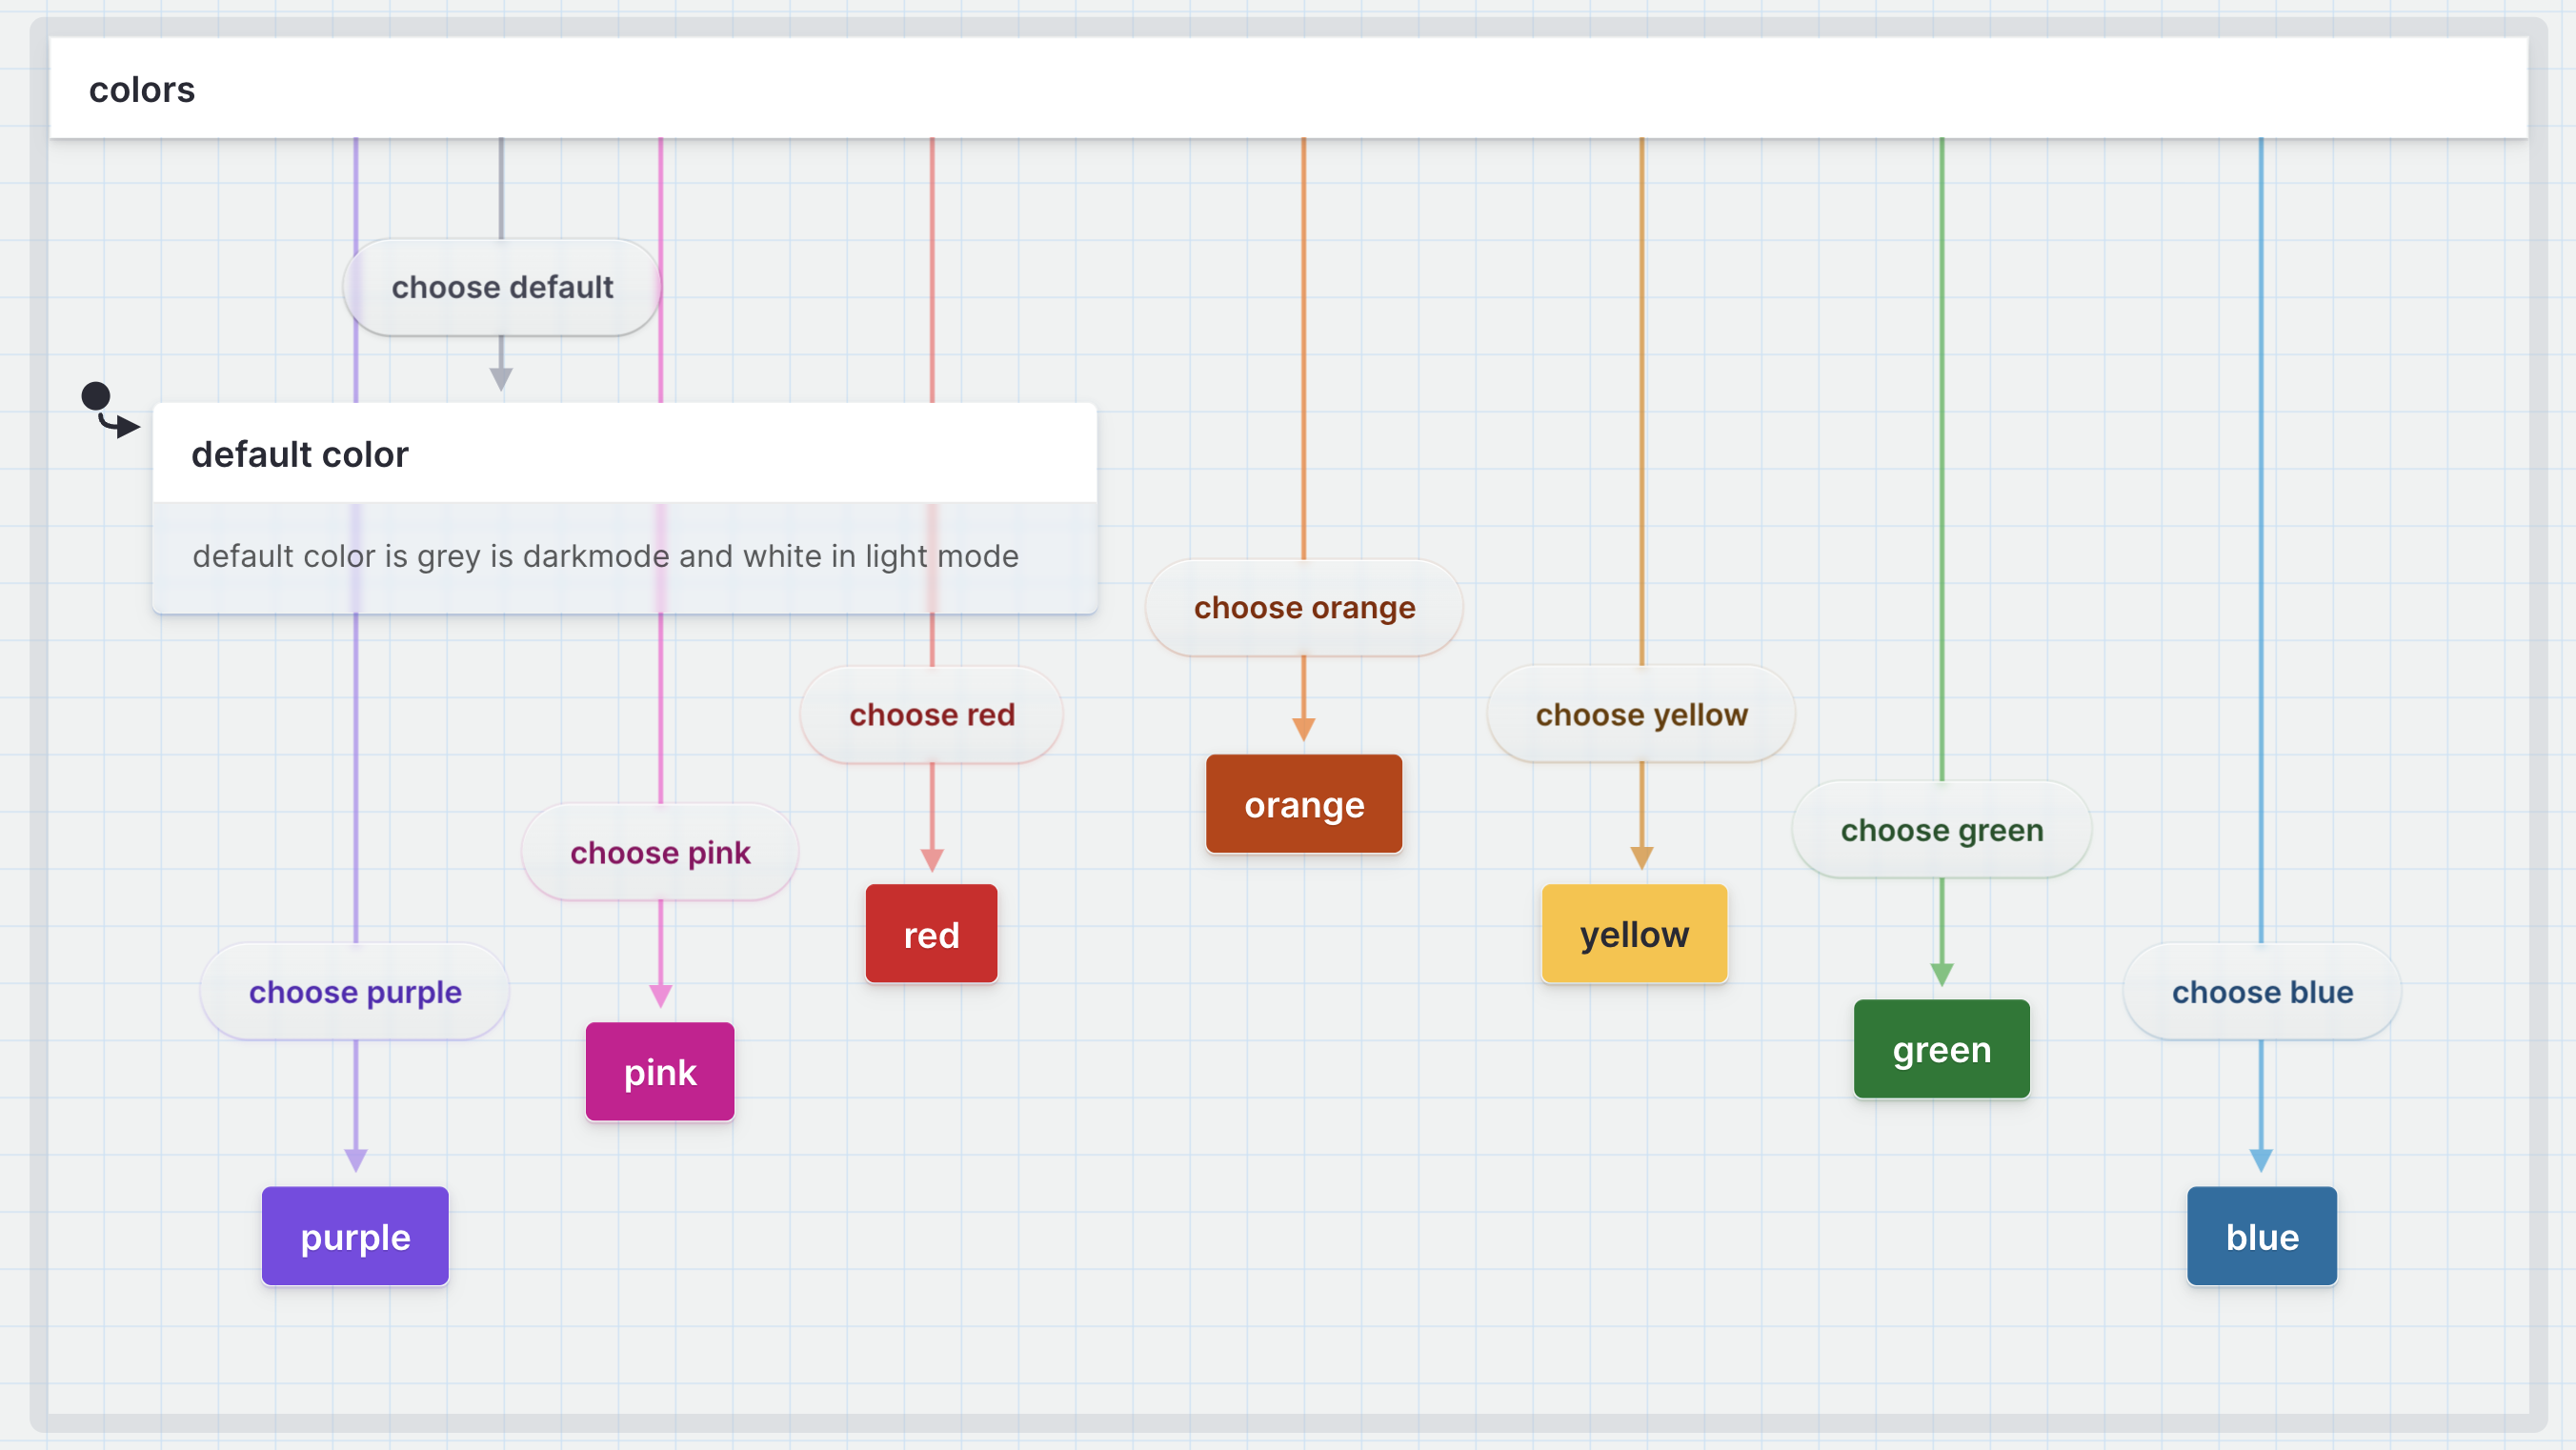 colors
choose default
default color
default color is grey is darkmode and white in light mode
choose orange
choose red
choose yellow
orange
choose green
choose pink
red
yellow
choose purple
choose blue
green
pink
purple
blue